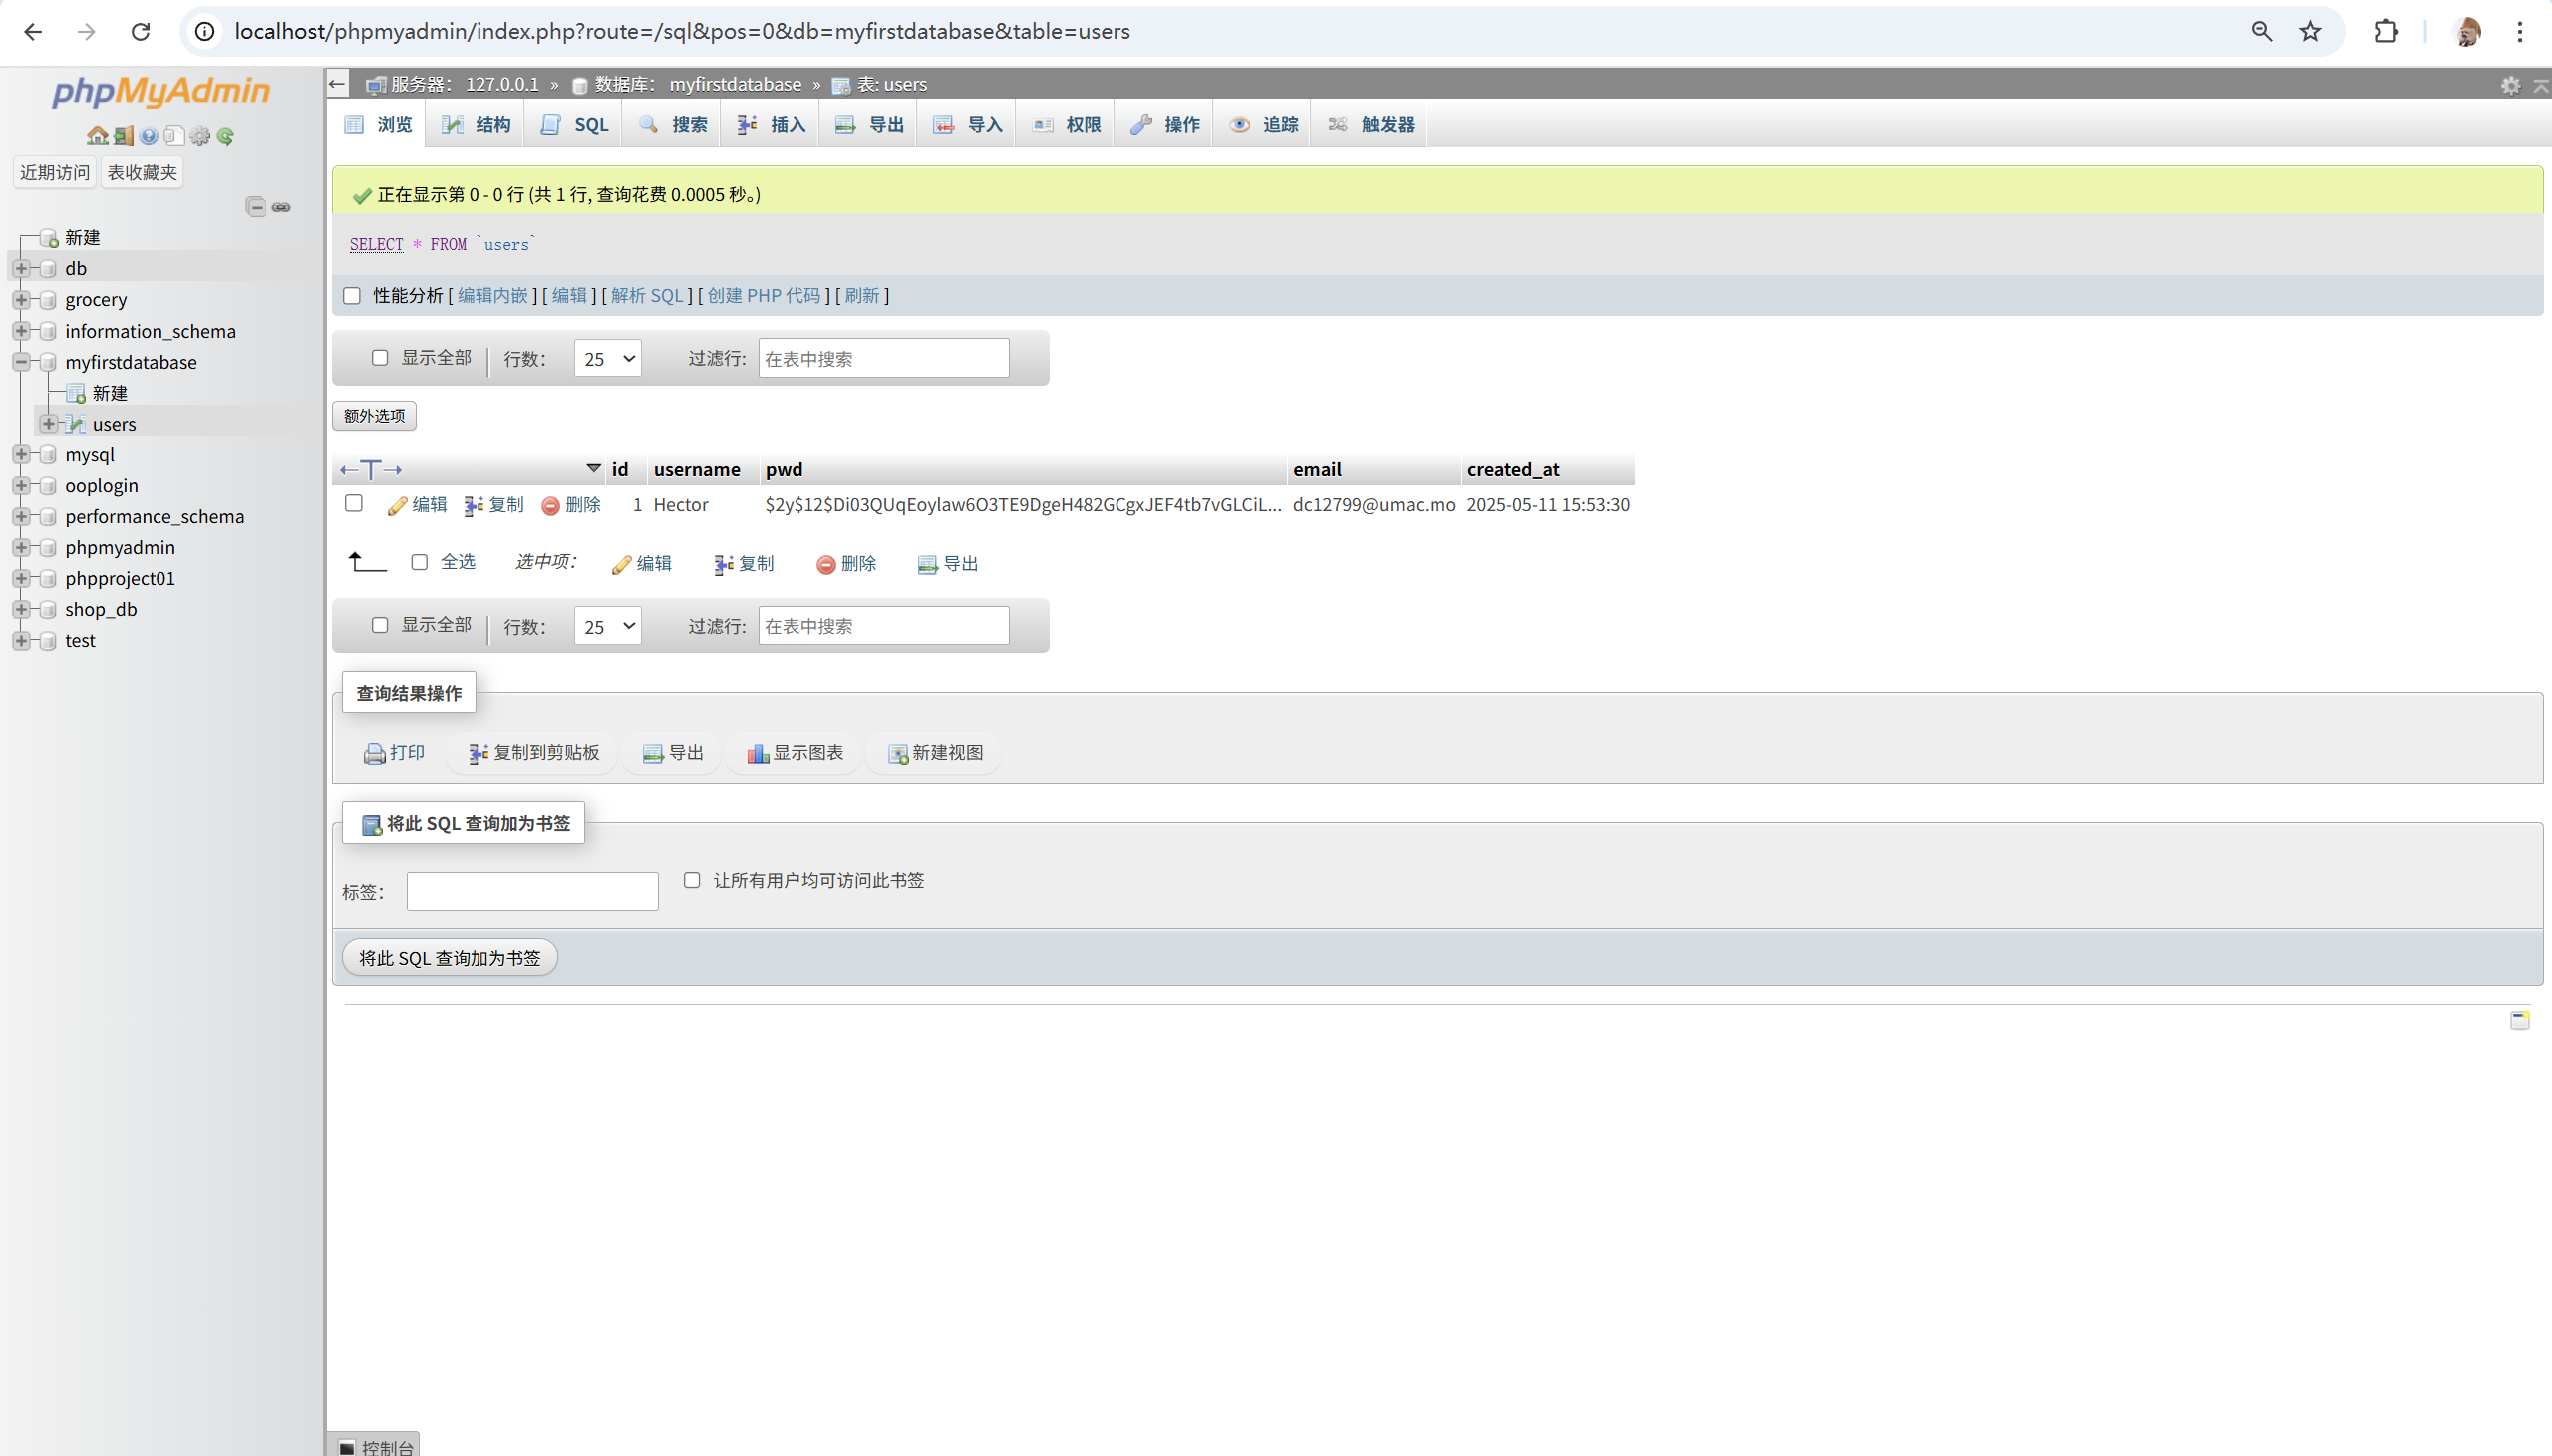 localhost/phpmyadmin/index.php?route=/sql&pos=0&db=myfirstdatabase&table=users
phpMyAdmin
近期访问 表收藏夹
新建
db
grocery
information_schema
myfirstdatabase
新建
users
mysql
ooplogin
performance_schema
phpmyadmin
phpproject01
shop_db
test
服务器： 127.0.0.1 » 数据库： myfirstdatabase » 表: users
浏览 结构 SQL 搜索 插入 导出 导入 权限 操作 追踪 触发器
正在显示第 0 - 0 行 (共 1 行, 查询花费 0.0005 秒。)
SELECT * FROM `users`
性能分析 [ 编辑内嵌 ] [ 编辑 ] [ 解析 SQL ] [ 创建 PHP 代码 ] [ 刷新 ]
显示全部 行数： 25 过滤行: 在表中搜索
额外选项
←T→ id username pwd email created_at
编辑 复制 删除 1 Hector $2y$12$Di03QUqEoylaw6O3TE9DgeH482GCgxJEF4tb7vGLCiL... dc12799@umac.mo 2025-05-11 15:53:30
全选 选中项： 编辑 复制 删除 导出
显示全部 行数： 25 过滤行: 在表中搜索
查询结果操作
打印 复制到剪贴板 导出 显示图表 新建视图
将此 SQL 查询加为书签
标签： 让所有用户均可访问此书签
将此 SQL 查询加为书签
控制台